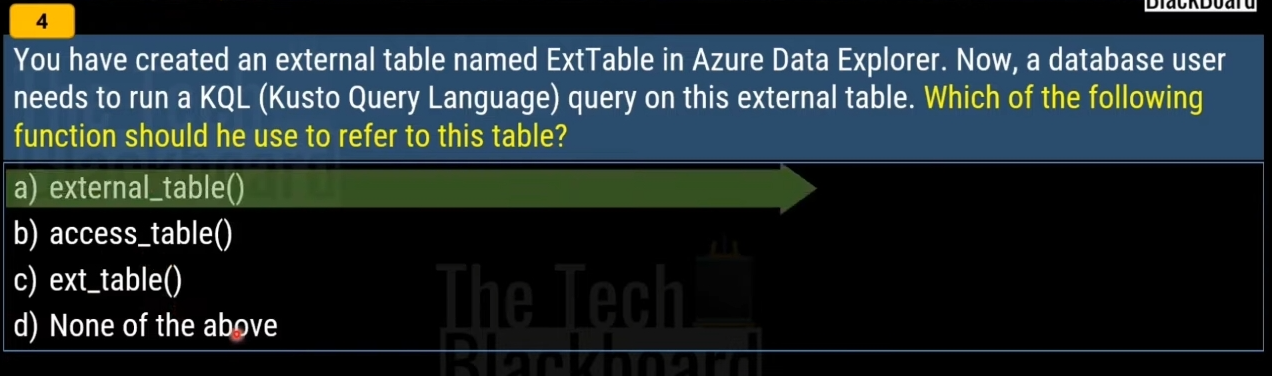 BlackBoard
4
You have created an external table named ExtTable in Azure Data Explorer. Now, a database user
needs to run a KQL (Kusto Query Language) query on this external table. Which of the following
function should he use to refer to this table?
a) external_table()
b) access_table()
c) ext_table()
d) None of the above
The Tech
Blackboard